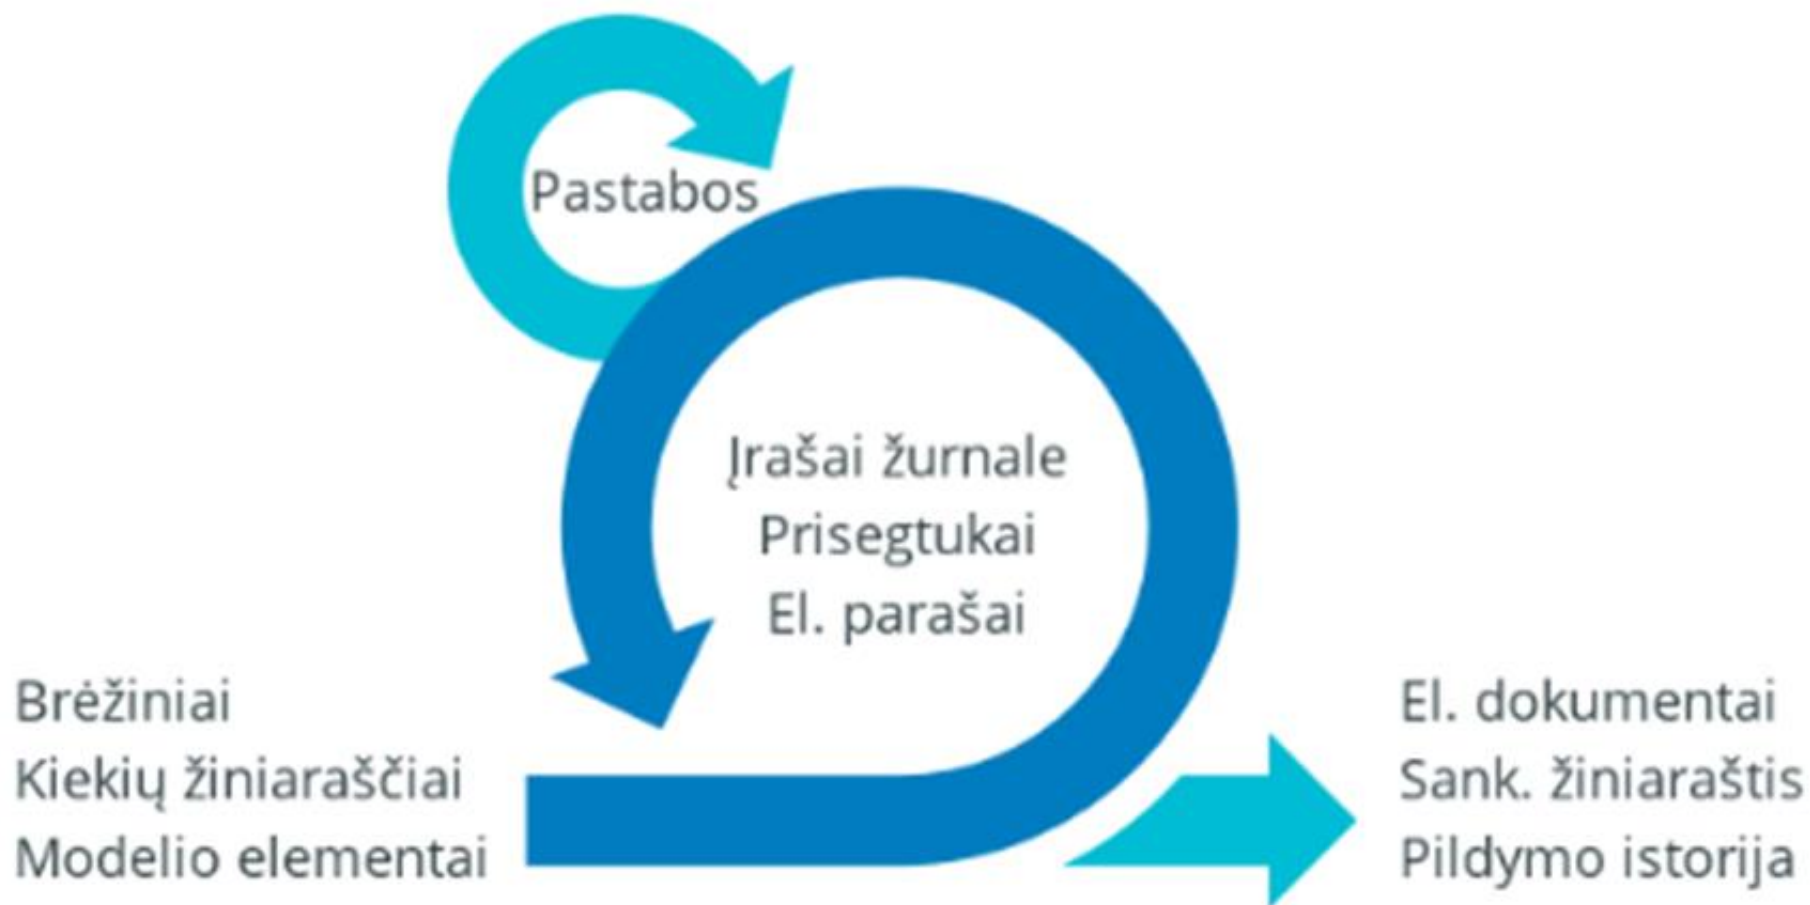 Pastabos
Įrašai žurnale
Prisegtukai
El. parašai
Brėžiniai
Kiekių žiniaraščiai
Modelio elementai
El. dokumentai
Sank. žiniaraštis
Pildymo istorija